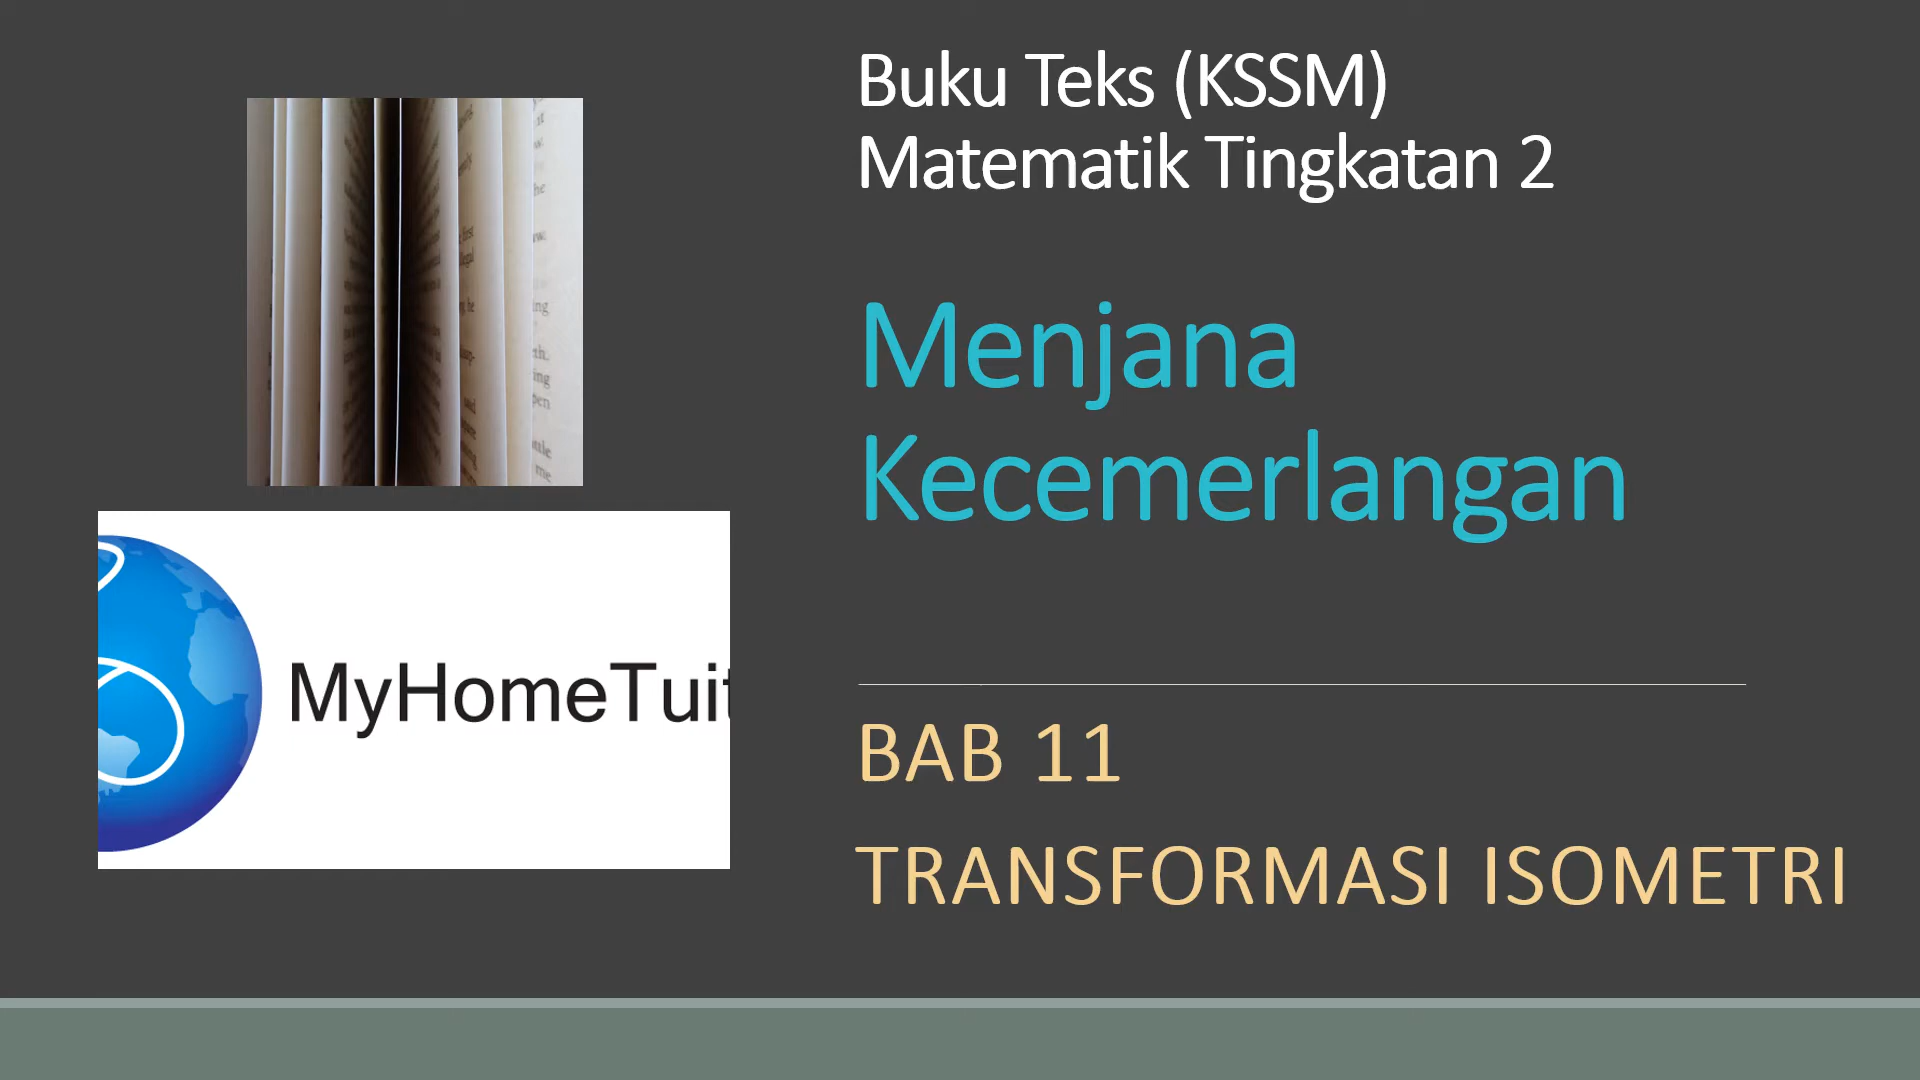 Buku Teks (KSSM)
Matematik Tingkatan 2
Menjana
Kecemerlangan
MyHomeTuit
BAB 11
TRANSFORMASI ISOMETRI